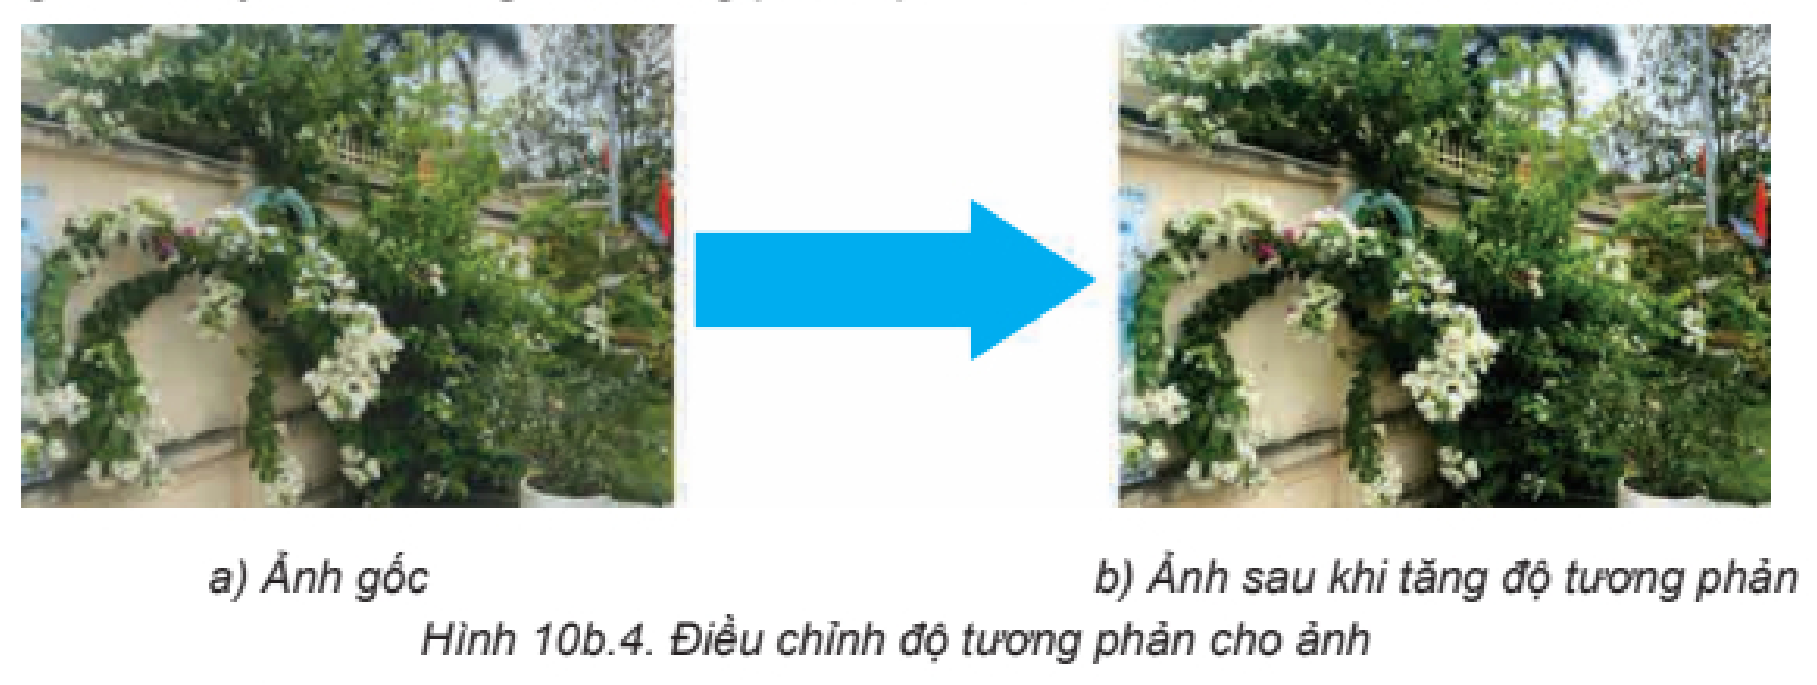 a) Ảnh gốc
b) Ảnh sau khi tăng độ tương phản
Hình 10b.4. Điều chỉnh độ tương phản cho ảnh